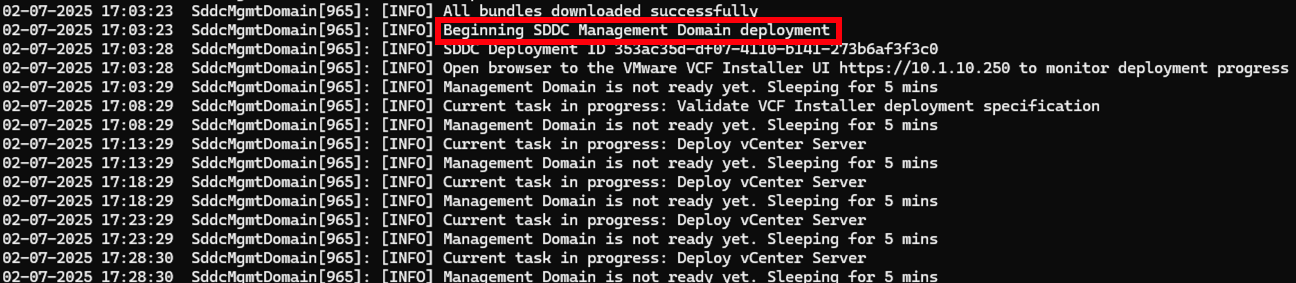 02-07-2025 17:03:23 SddcMgmtDomain[965]: [INFO] All bundles downloaded successfully
02-07-2025 17:03:23 SddcMgmtDomain[965]: [INFO] Beginning SDDC Management Domain deployment
02-07-2025 17:03:28 SddcMgmtDomain[965]: [INFO] SDDC Deployment ID 353ac35d-df07-4110-b141-273b6af3f3c0
02-07-2025 17:03:28 SddcMgmtDomain[965]: [INFO] Open browser to the VMware VCF Installer UI https://10.1.10.250 to monitor deployment progress
02-07-2025 17:03:29 SddcMgmtDomain[965]: [INFO] Management Domain is not ready yet. Sleeping for 5 mins
02-07-2025 17:08:29 SddcMgmtDomain[965]: [INFO] Current task in progress: Validate VCF Installer deployment specification
02-07-2025 17:08:29 SddcMgmtDomain[965]: [INFO] Management Domain is not ready yet. Sleeping for 5 mins
02-07-2025 17:13:29 SddcMgmtDomain[965]: [INFO] Current task in progress: Deploy vCenter Server
02-07-2025 17:13:29 SddcMgmtDomain[965]: [INFO] Management Domain is not ready yet. Sleeping for 5 mins
02-07-2025 17:18:29 SddcMgmtDomain[965]: [INFO] Current task in progress: Deploy vCenter Server
02-07-2025 17:18:29 SddcMgmtDomain[965]: [INFO] Management Domain is not ready yet. Sleeping for 5 mins
02-07-2025 17:23:29 SddcMgmtDomain[965]: [INFO] Current task in progress: Deploy vCenter Server
02-07-2025 17:23:29 SddcMgmtDomain[965]: [INFO] Management Domain is not ready yet. Sleeping for 5 mins
02-07-2025 17:28:30 SddcMgmtDomain[965]: [INFO] Current task in progress: Deploy vCenter Server
02-07-2025 17:28:30 SddcMgmtDomain[965]: [INFO] Management Domain is not ready yet. Sleeping for 5 mins